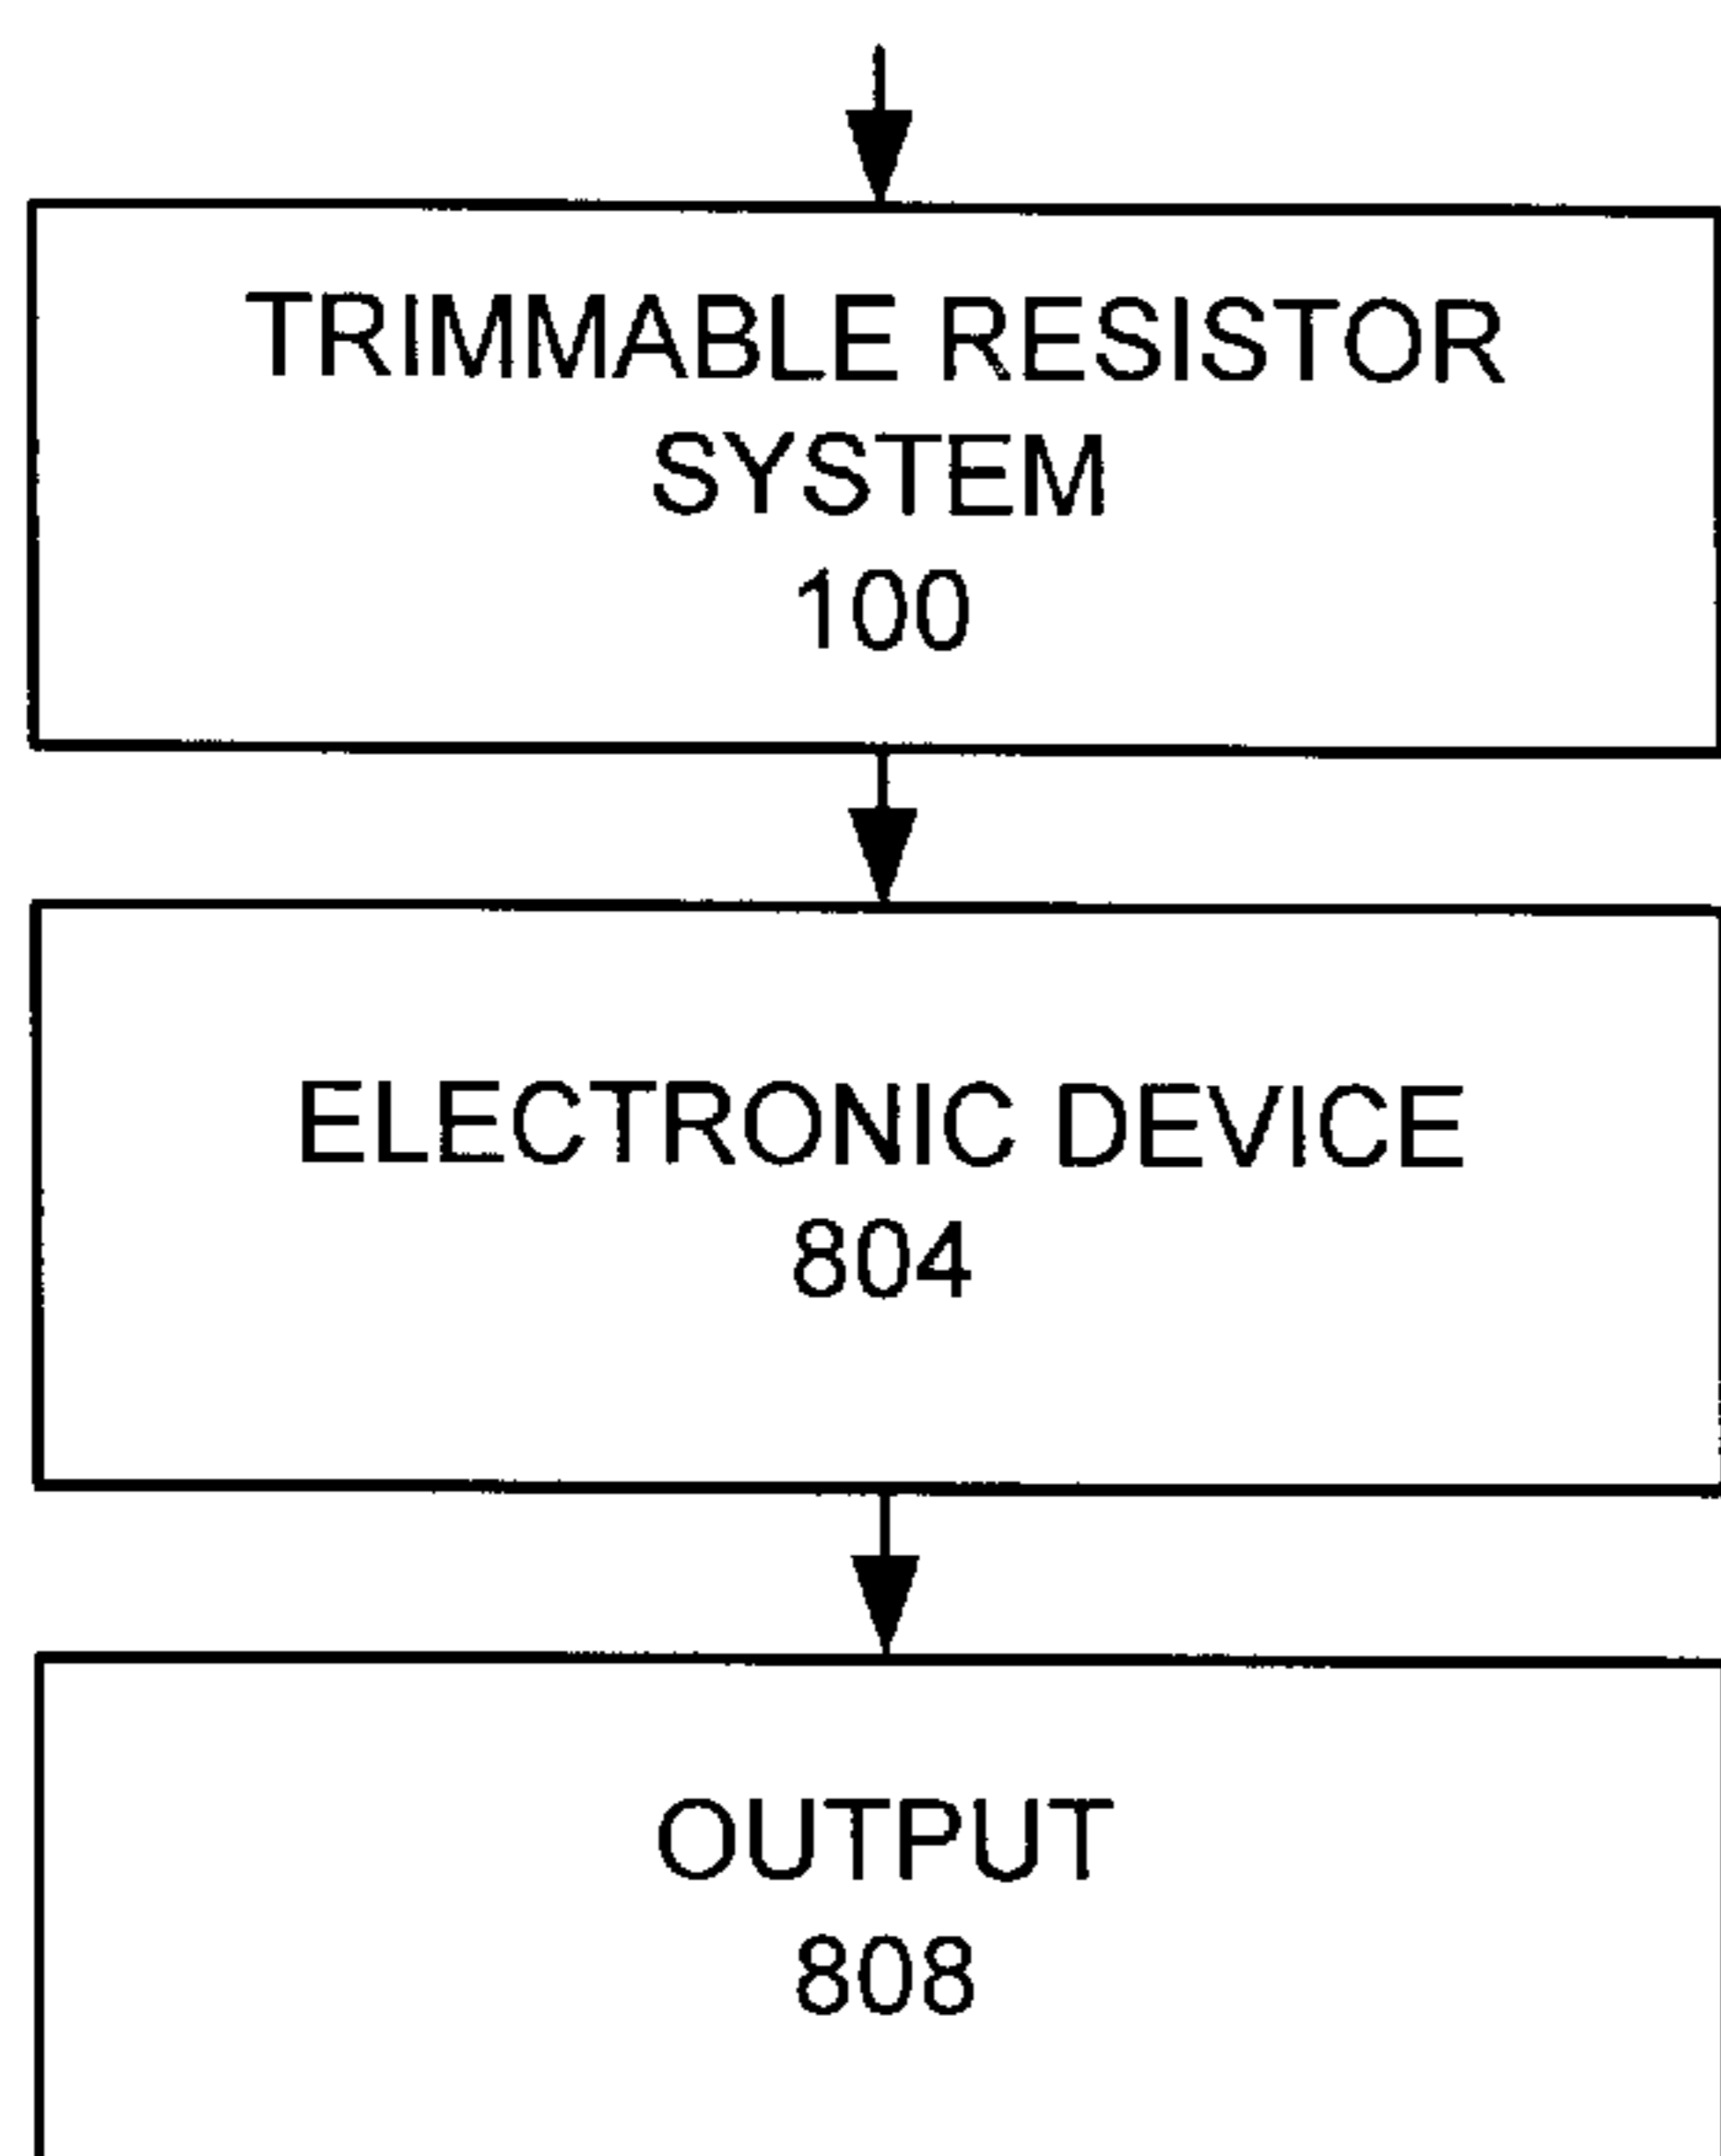 TRIMMABLE RESISTOR
SYSTEM
100
ELECTRONIC DEVICE
804
OUTPUT
808